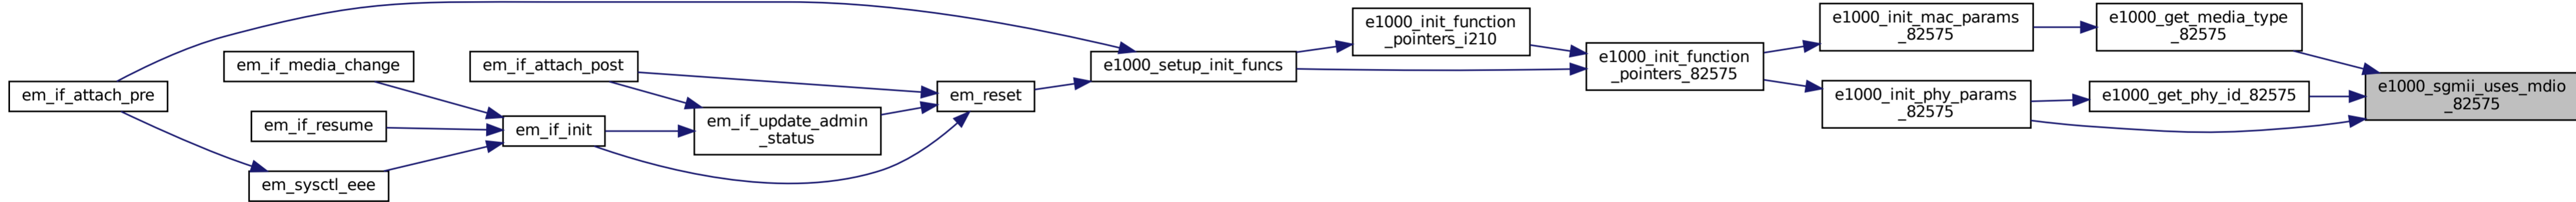 em_if_attach_pre
em_if_media_change
em_if_resume
em_sysctl_eee
em_if_attach_post
em_if_init
em_if_update_admin
_status
em_reset
e1000_setup_init_funcs
e1000_init_function
_pointers_i210
e1000_init_function
_pointers_82575
e1000_init_mac_params
_82575
e1000_init_phy_params
_82575
e1000_get_media_type
_82575
e1000_get_phy_id_82575
e1000_sgmii_uses_mdio
_82575